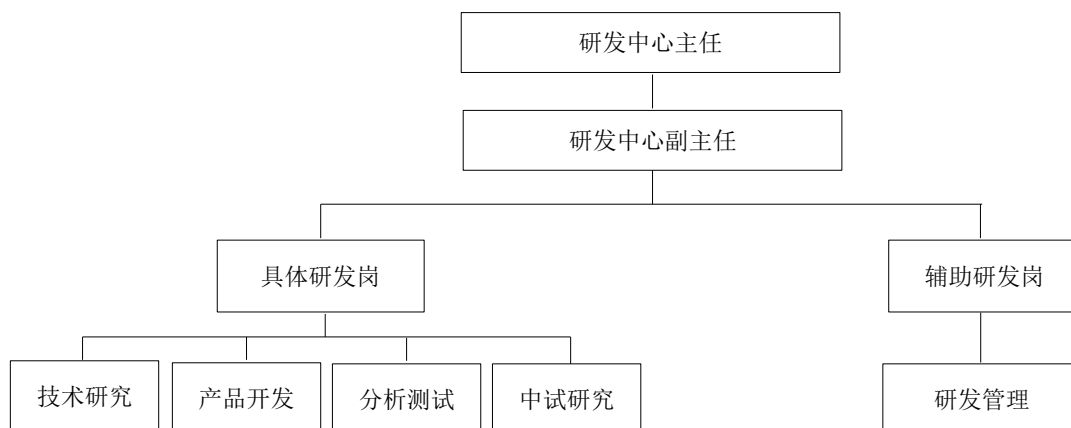 研发中心主任
研发中心副主任
具体研发岗
辅助研发岗
技术研究
产品开发
分析测试
中试研究
研发管理